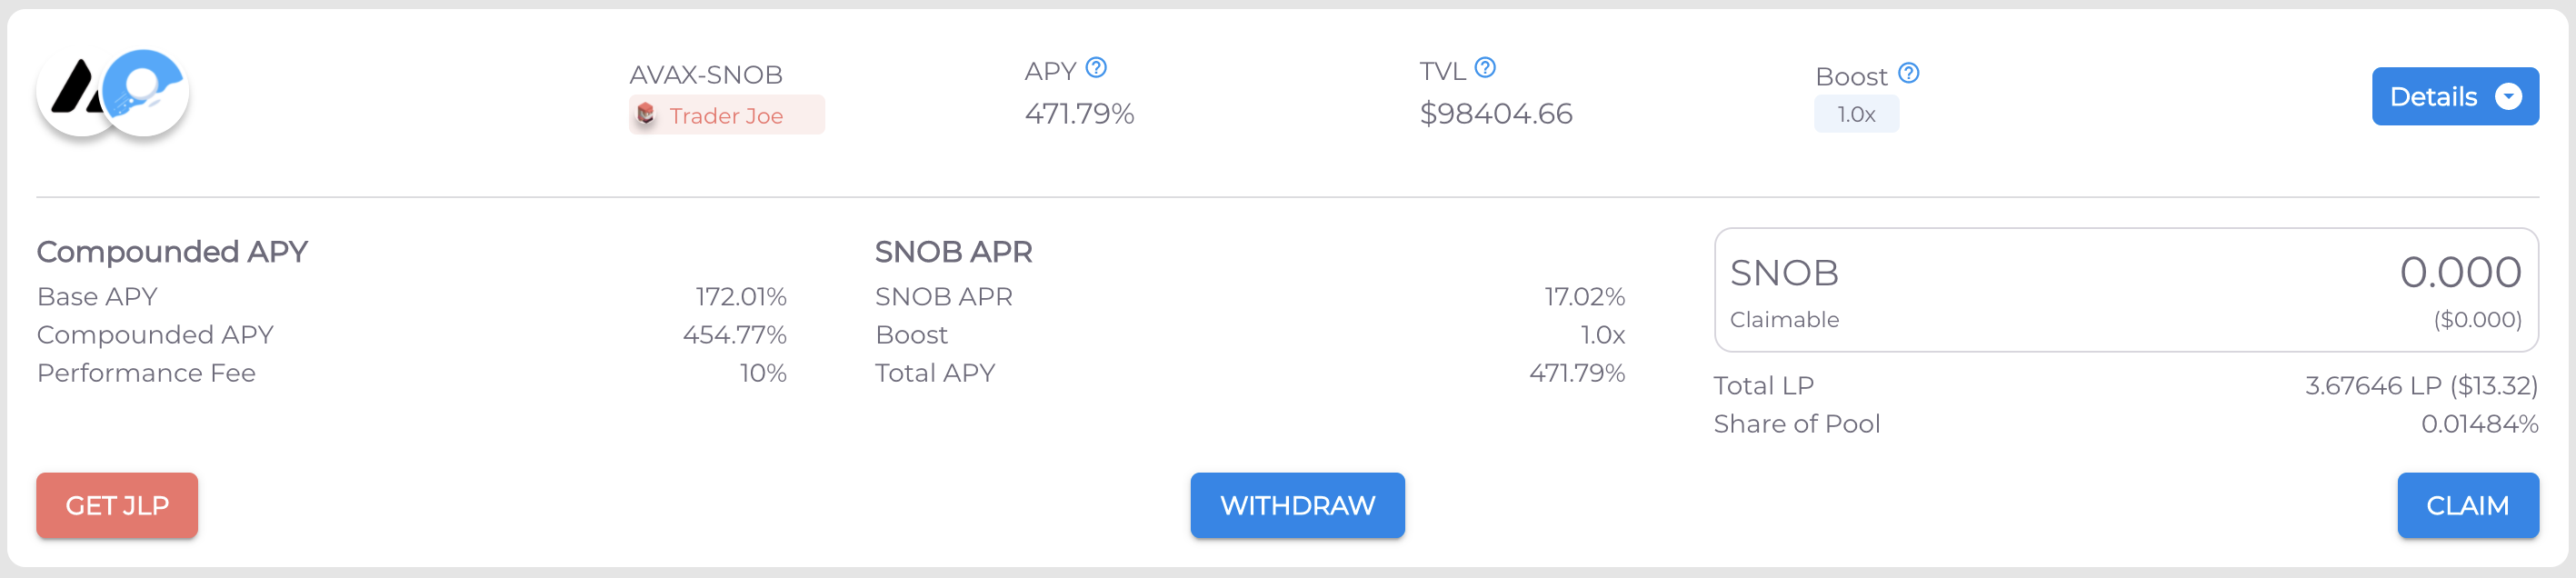 AVAX-SNOB
Trader Joe
APY
471.79%
TVL
$98404.66
Boost
1.0x
Details
Compounded APY
Base APY 172.01%
Compounded APY 454.77%
Performance Fee 10%
SNOB APR
SNOB APR 17.02%
Boost 1.0x
Total APY 471.79%
SNOB 0.000
Claimable ($0.000)
Total LP 3.67646 LP ($13.32)
Share of Pool 0.01484%
GET JLP
WITHDRAW
CLAIM